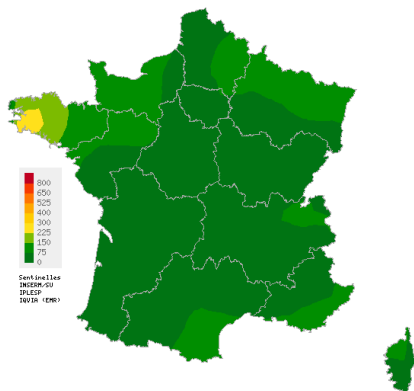 800
650
525
400
300
225
150
75
0
Sentinelles
INSERM/SU
IPLESP
IQVIA (EMR)